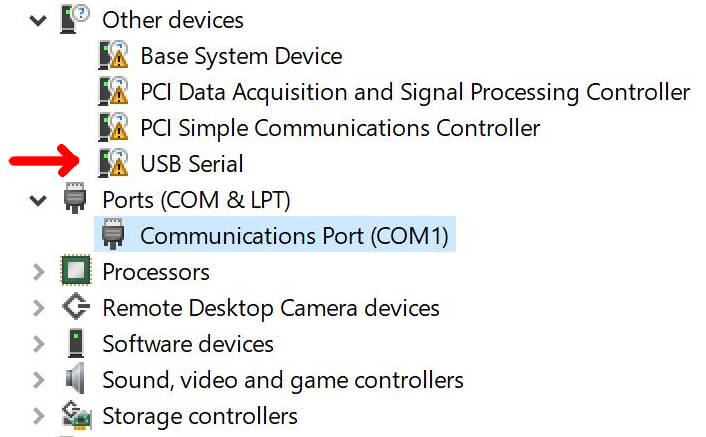 Other devices
Base System Device
PCI Data Acquisition and Signal Processing Controller
PCI Simple Communications Controller
USB Serial
Ports (COM & LPT)
Communications Port (COM1)
Processors
Remote Desktop Camera devices
Software devices
Sound, video and game controllers
Storage controllers